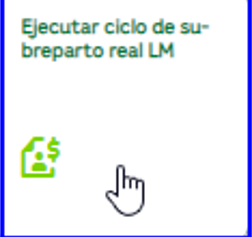 Ejecutar ciclo de su-
breparto real LM